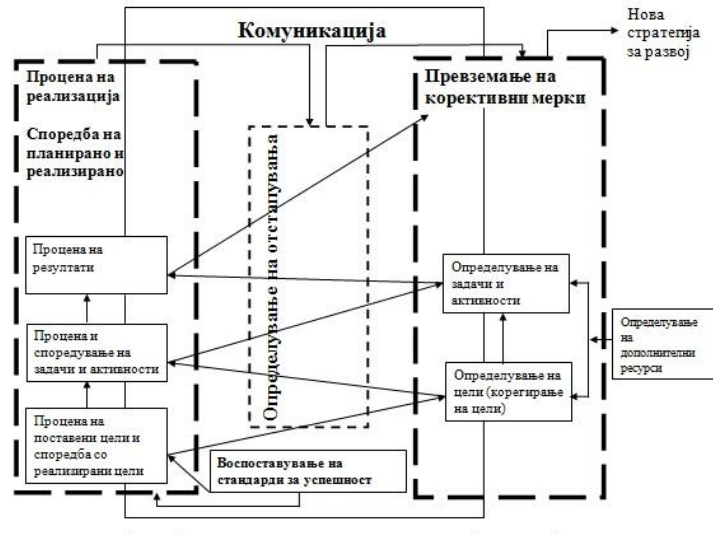 Комуникација
Нова
стратегија
за развој
Процена на
реализација
Споредба на
планирано и
реализирано
Превземање на
корективни мерки
Определување на отстапувања
Процена на
резултати
Определување на
задачи и
активности
Процена и
споредување на
задачи и активности
Определување
на
дополнителни
ресурси
Определување на
цели (корегирање
на цели)
Процена на
поставени цели и
споредба со
реализирани цели
Воспоставување на
стандарди за успешност